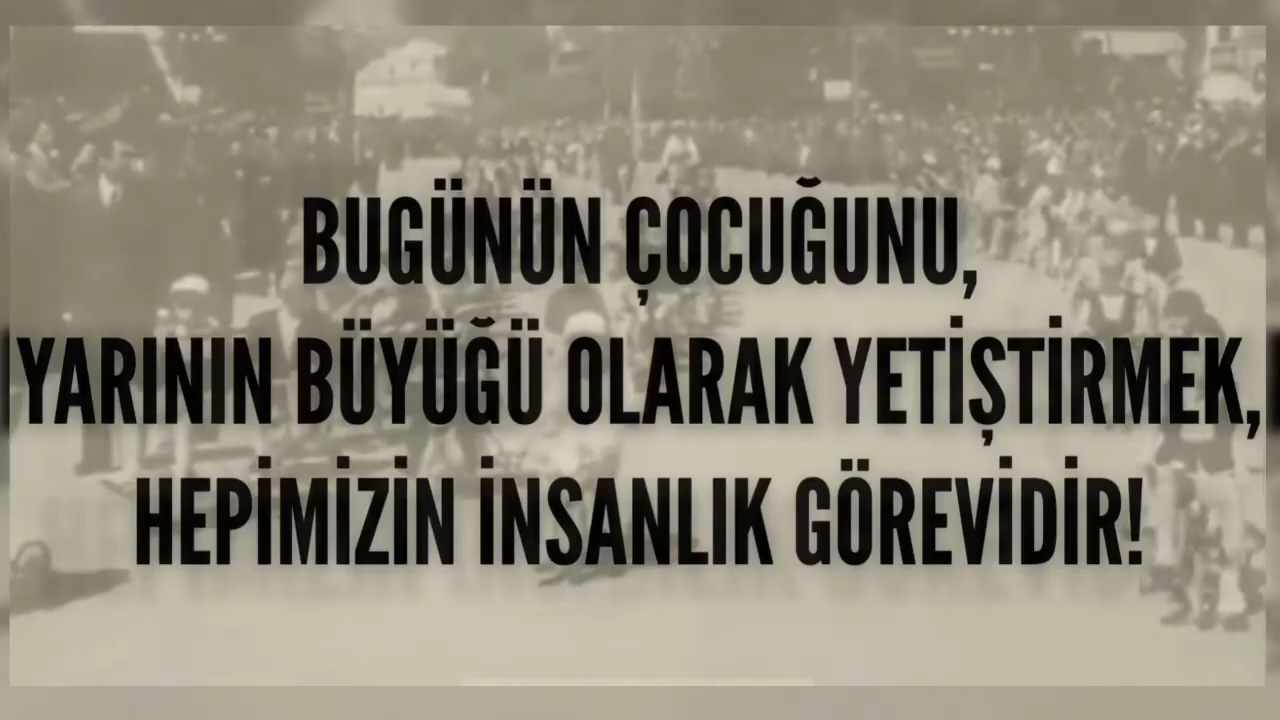 BUGÜNÜN ÇOCUĞUNU,
YARININ BÜYÜĞÜ OLARAK YETİŞTİRMEK,
HEPİMİZİN İNSANLIK GÖREVİDİR!